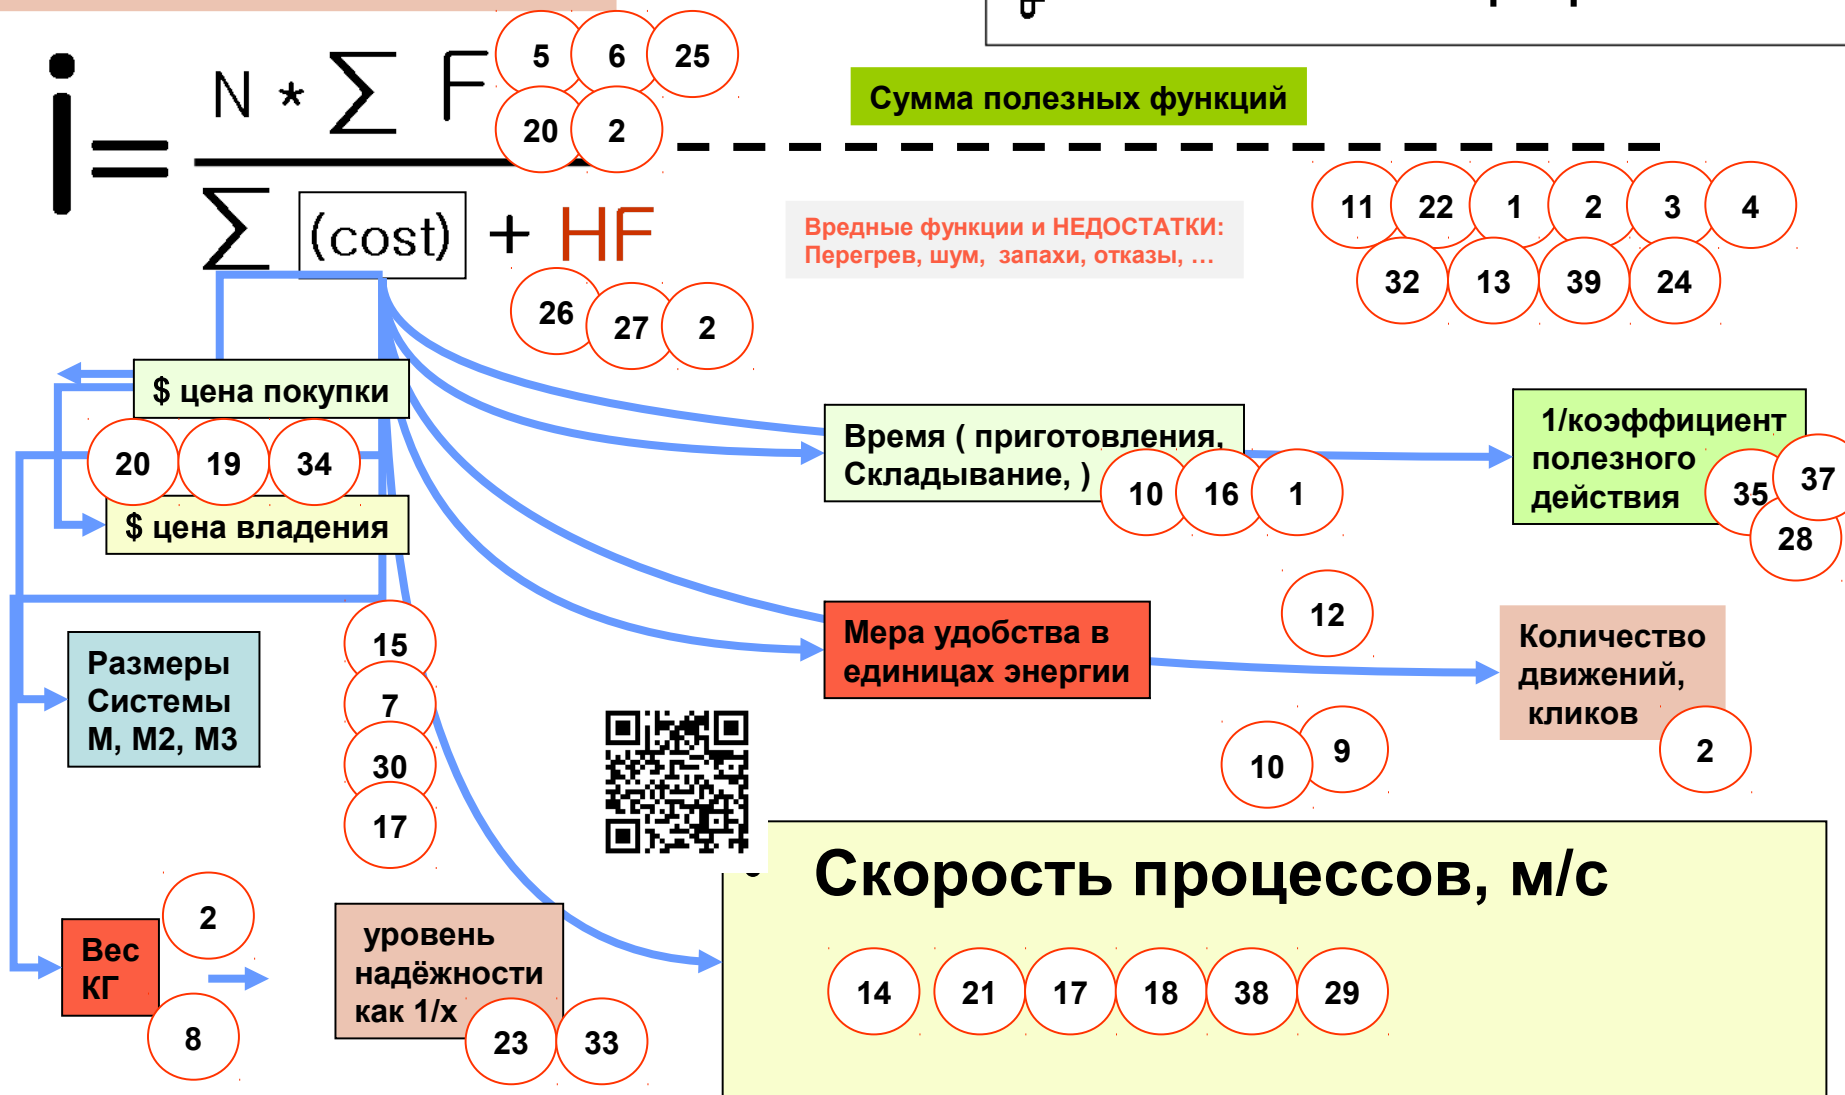 i = N * ∑ F
∑ (cost) + HF
5 6 25
20 2
Сумма полезных функций
Вредные функции и НЕДОСТАТКИ:
Перегрев, шум, запахи, отказы, ...
11 22 1 2 3 4
32 13 39 24
26 27 2
$ цена покупки
20 19 34
$ цена владения
Время ( приготовления,
Складывание, )
10 16 1
1/коэффициент
полезного
действия
35 37
28
Мера удобства в
единицах энергии
12
10 9
Количество
движений,
кликов
2
Размеры
Системы
М, М2, М3
15
7
30
17
Вес
КГ
2
8
уровень
надёжности
как 1/х
23 33
Скорость процессов, м/с
14 21 17 18 38 29